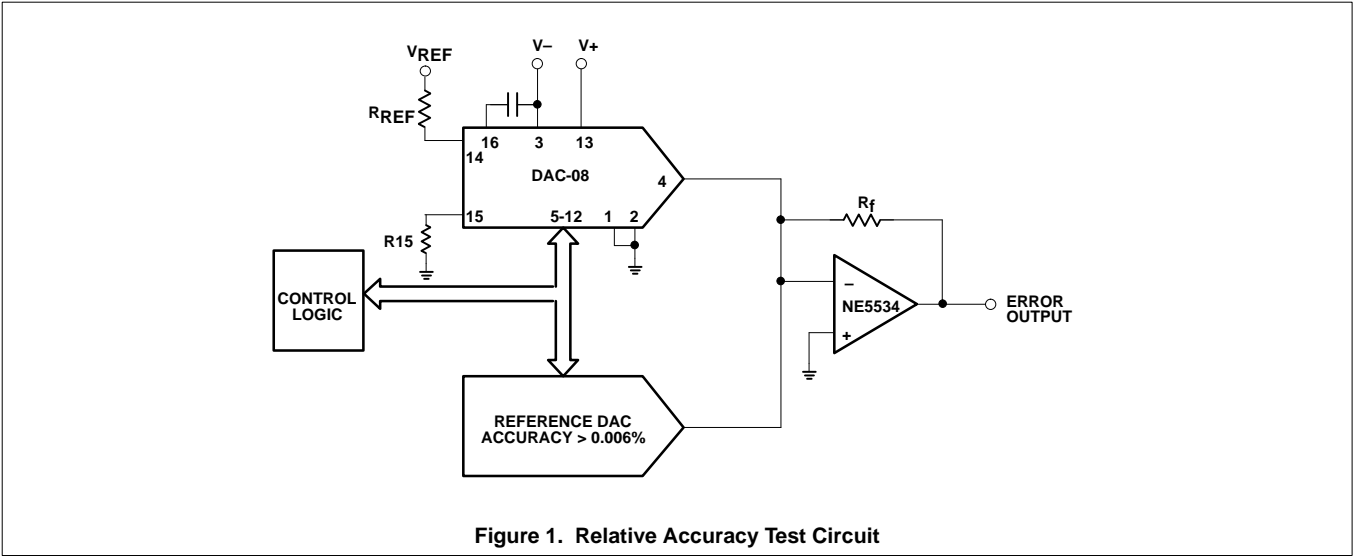 VREF
V–
V+
RREF
16
3
13
14
DAC-08
4
15
5-12
1
2
Rf
R15
CONTROL
LOGIC
–
NE5534
+
ERROR
OUTPUT
REFERENCE DAC
ACCURACY > 0.006%
Figure 1. Relative Accuracy Test Circuit